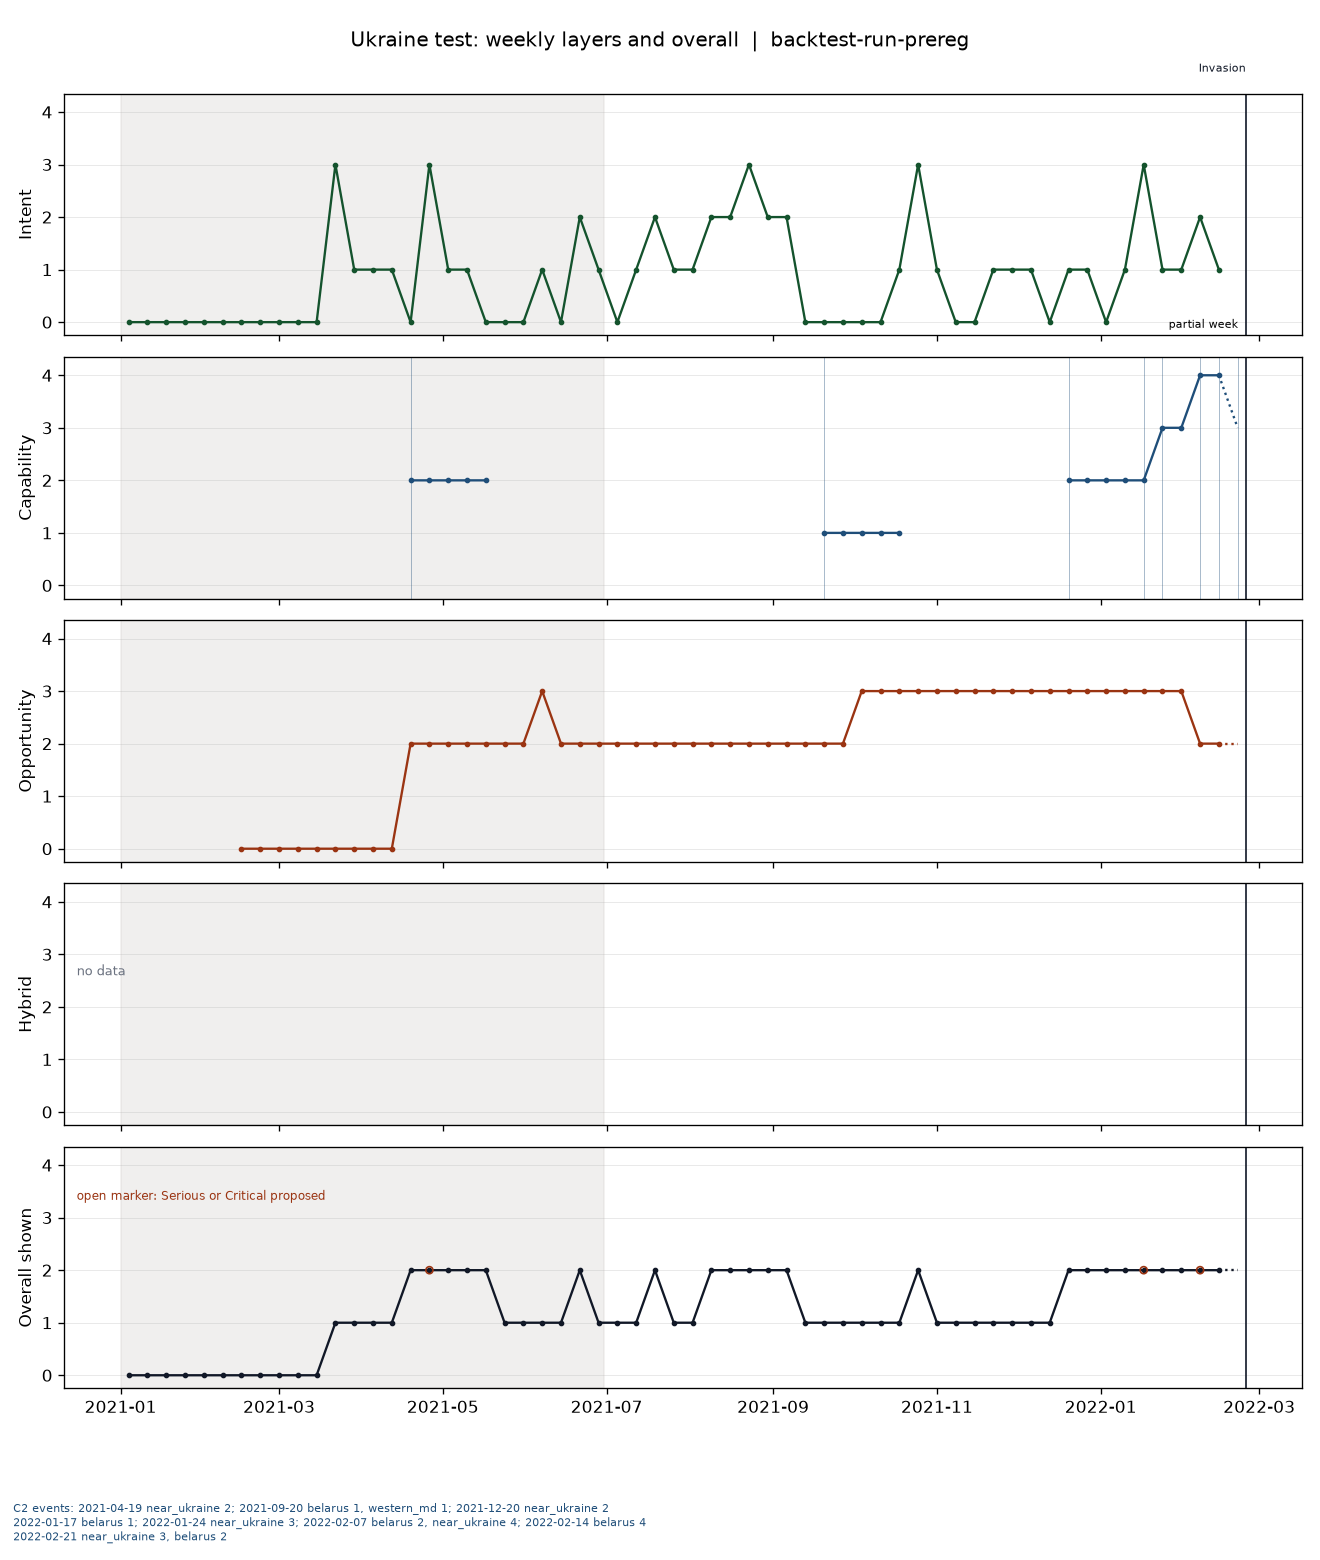 Ukraine test: weekly layers and overall | backtest-run-prereg
Invasion
4
3
2
1
0
Intent
partial week
4
3
2
1
0
Capability
4
3
2
1
0
Opportunity
4
3
2
1
0
Hybrid
no data
4
3
2
1
0
Overall shown
open marker: Serious or Critical proposed
2021-01 2021-03 2021-05 2021-07 2021-09 2021-11 2022-01 2022-03
C2 events: 2021-04-19 near_ukraine 2; 2021-09-20 belarus 1, western_md 1; 2021-12-20 near_ukraine 2
2022-01-17 belarus 1; 2022-01-24 near_ukraine 3; 2022-02-07 belarus 2, near_ukraine 4; 2022-02-14 belarus 4
2022-02-21 near_ukraine 3, belarus 2